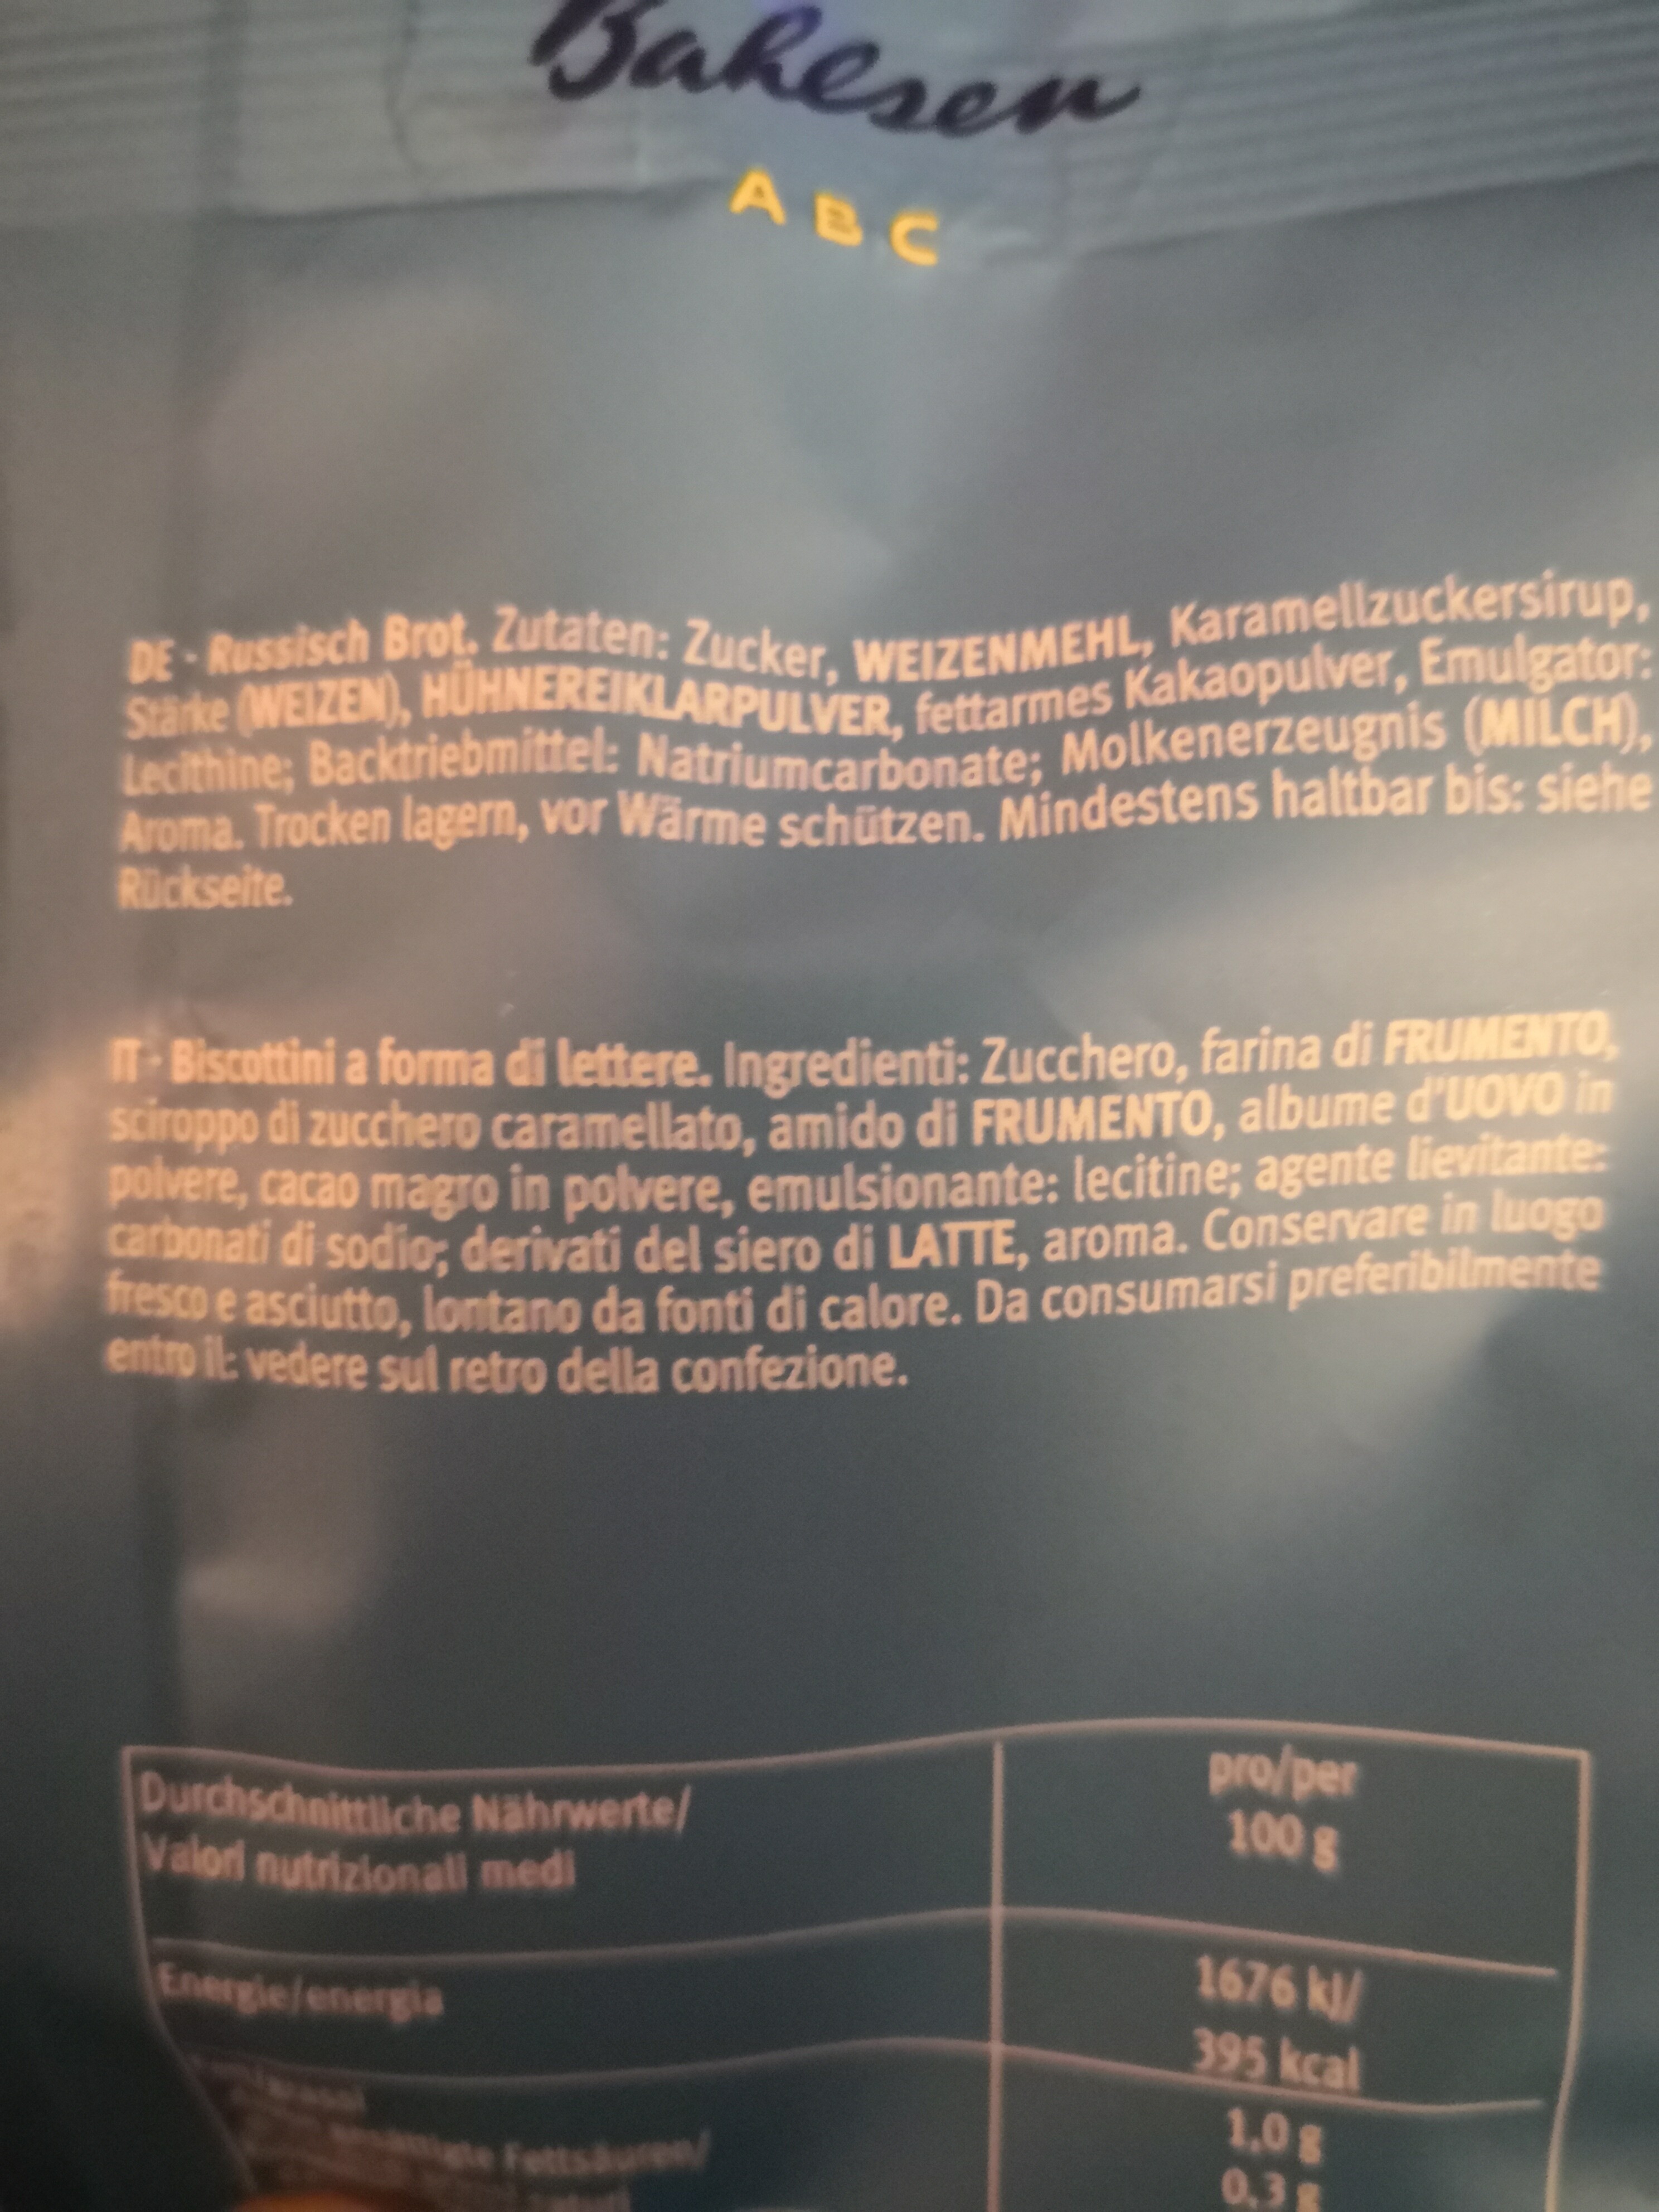 Bahlsen
ABC
DE - Russisch Brot. Zutaten: Zucker, WEIZENMEHL, Karamellzuckersirup,
Stärke (WEIZEN), HÜHNEREIKLARPULVER, fettarmes Kakaopulver, Emulgator:
Lecithine; Backtriebmittel: Natriumcarbonate; Molkenerzeugnis (MILCH),
Aroma. Trocken lagern, vor Wärme schützen. Mindestens haltbar bis: siehe
Rückseite.
IT - Biscottini a forma di lettere. Ingredienti: Zucchero, farina di FRUMENTO,
sciroppo di zucchero caramellato, amido di FRUMENTO, albume d'UOVO in
polvere, cacao magro in polvere, emulsionante: lecitine; agente lievitante:
carbonati di sodio; derivati del siero di LATTE, aroma. Conservare in luogo
fresco e asciutto, lontano da fonti di calore. Da consumarsi preferibilmente
entro il: vedere sul retro della confezione.
Durchschnittliche Nährwerte/
Valori nutrizionali medi
pro/per
100 g
Energie/energia
1676 kJ/
395 kcal
1,0 g
Fettsäuren/
0,3 g